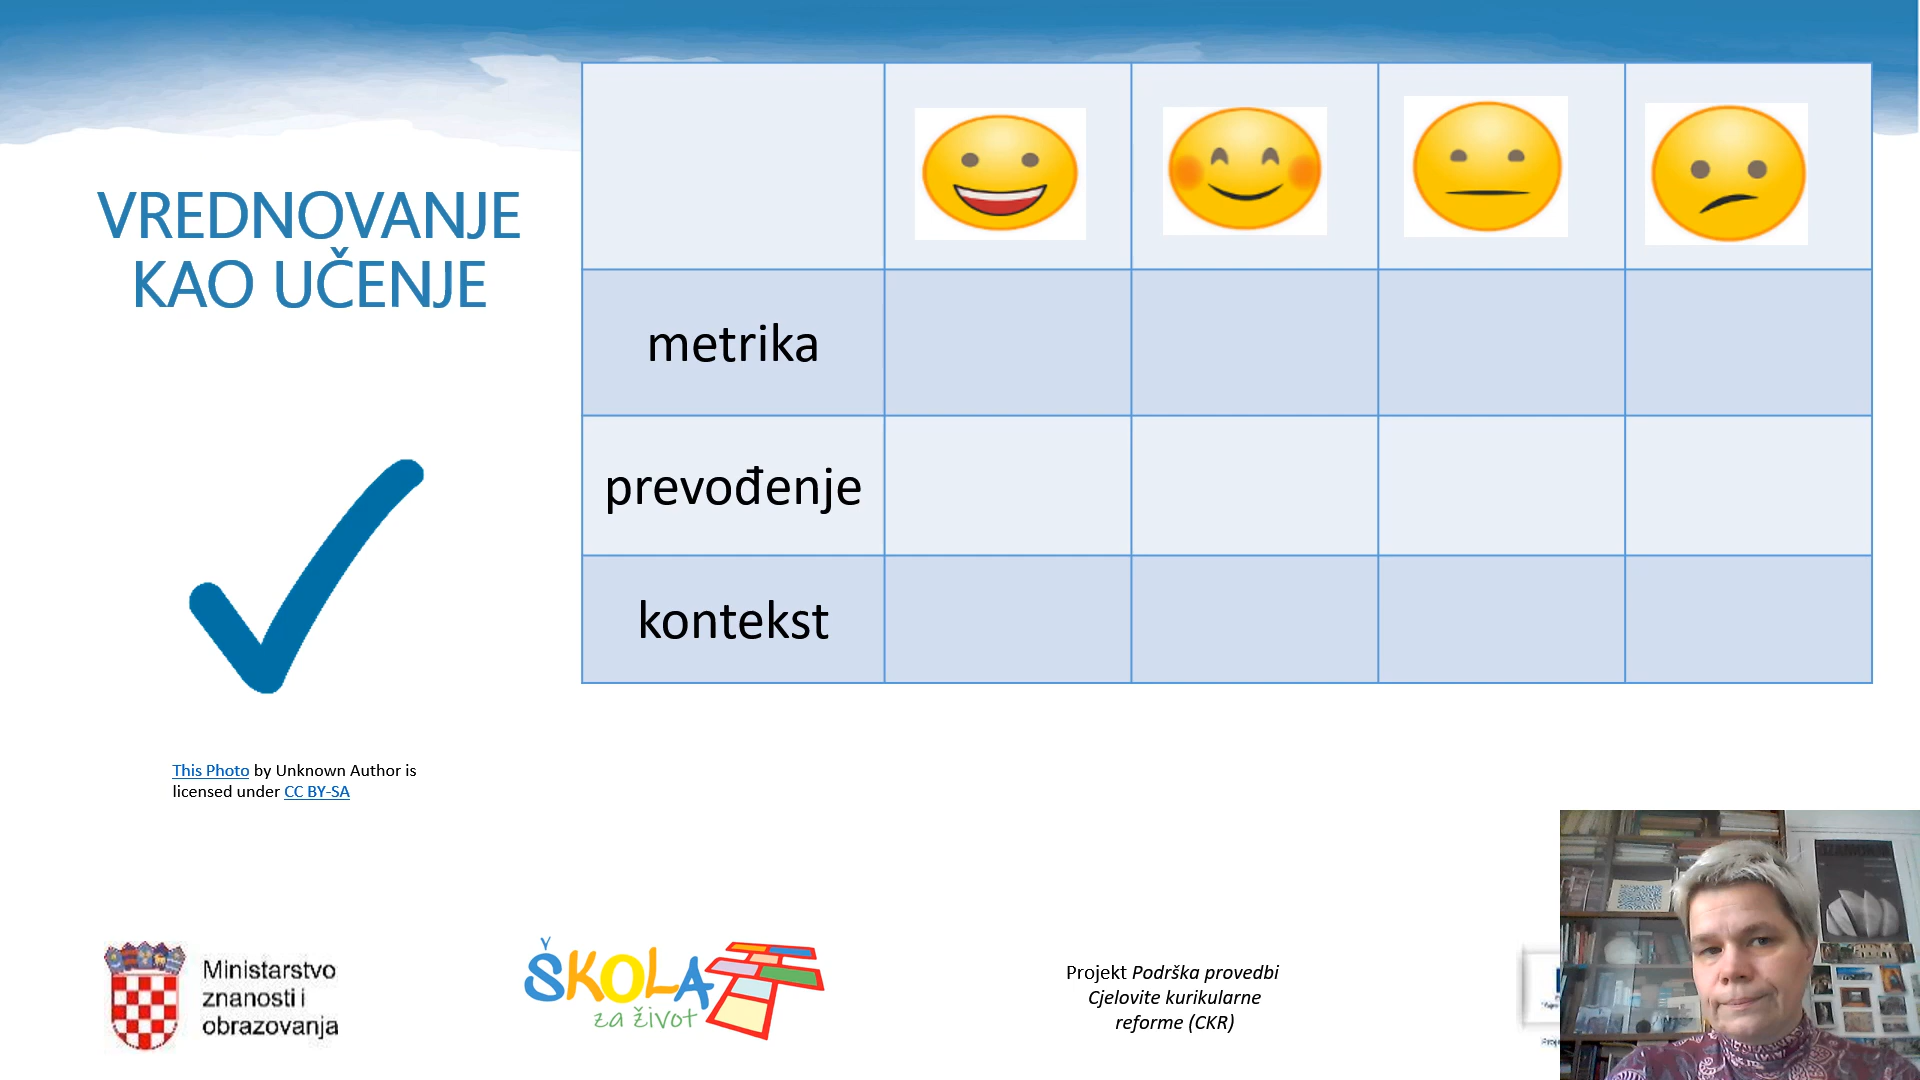 VREDNOVANJE
KAO UČENJE
metrika
prevođenje
kontekst
This Photo by Unknown Author is
licensed under CC BY-SA
Ministarstvo
znanosti i
obrazovanja
ŠKOLA
za život
Projekt Podrška provedbi
Cjelovite kurikularne
reforme (CKR)